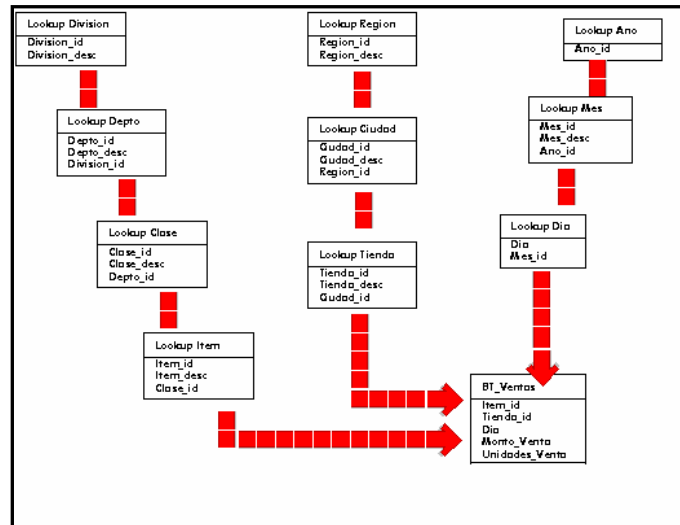 Lookup Division
Division_id
Division_desc
Lookup Depto
Depto_id
Depto_desc
Division_id
Lookup Clase
Clase_id
Clase_desc
Depto_id
Lookup Item
Item_id
Item_desc
Clase_id
Lookup Region
Region_id
Region_desc
Lookup Ciudad
Ciudad_id
Ciudad_desc
Region_id
Lookup Tienda
Tienda_id
Tienda_desc
Ciudad_id
Lookup Ano
Ano_id
Lookup Mes
Mes_id
Mes_desc
Ano_id
Lookup Dia
Dia
Mes_id
BT_Ventas
Item_id
Tienda_id
Dia
Monto_Venta
Unidades_Venta